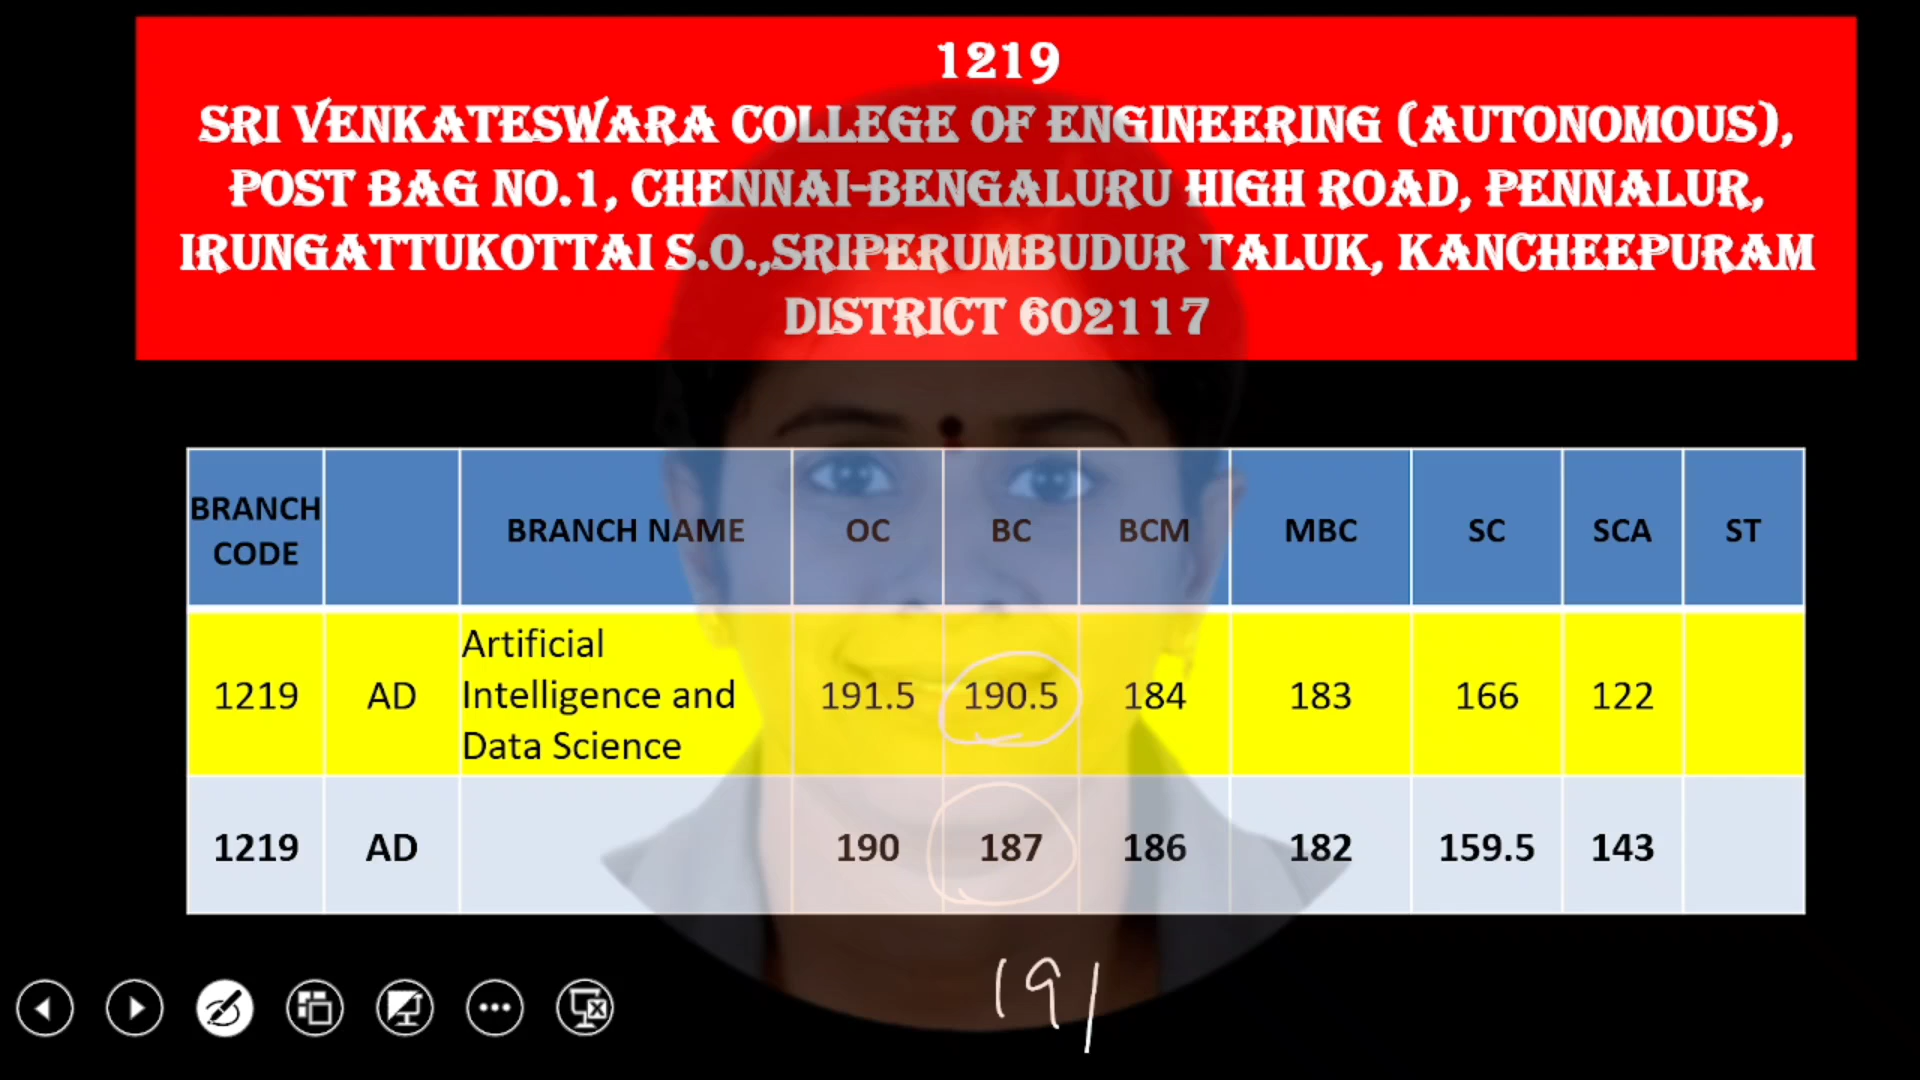 1219
SRI VENKATESWARA COLLEGE OF ENGINEERING (AUTONOMOUS),
POST BAG NO.1, CHENNAI-BENGALURU HIGH ROAD, PENNALUR,
IRUNGATTUKOTTAI S.O.,SRIPERUMBUDUR TALUK, KANCHEEPURAM
DISTRICT 602117
BRANCH CODE BRANCH NAME OC BC BCM MBC SC SCA ST
1219 AD Artificial Intelligence and Data Science 191.5 190.5 184 183 166 122
1219 AD 190 187 186 182 159.5 143
191